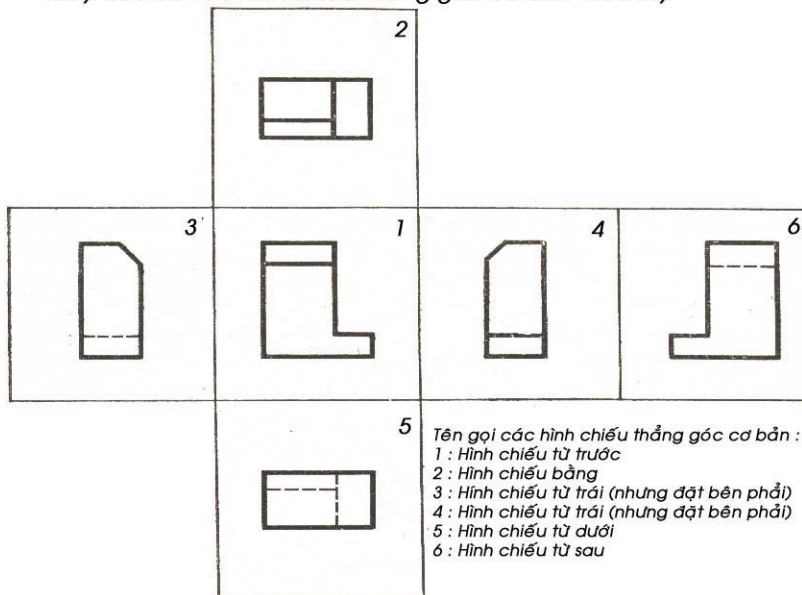 2
3
1
4
6
5
Tên gọi các hình chiếu thẳng góc cơ bản :
1 : Hình chiếu từ trước
2 : Hình chiếu bằng
3 : Hính chiếu từ trái (nhưng đặt bên phải)
4 : Hình chiếu từ trái (nhưng đặt bên phải)
5 : Hình chiếu từ dưới
6 : Hình chiếu từ sau